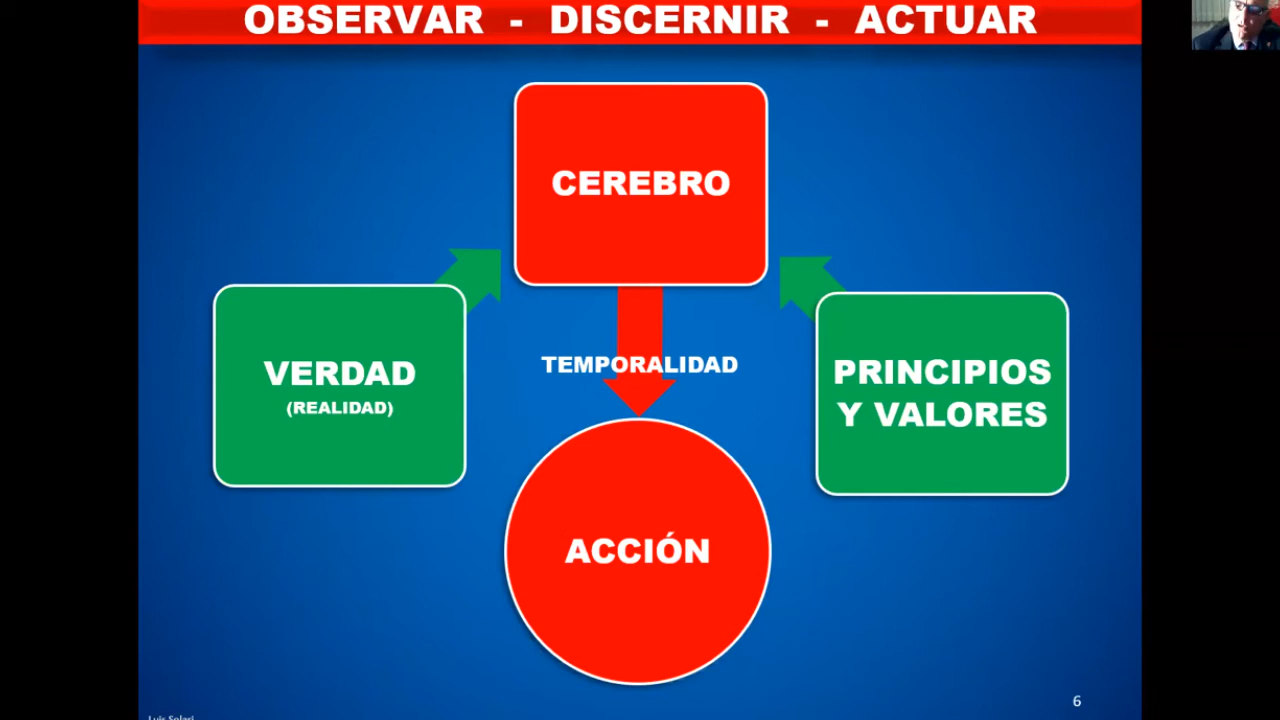 OBSERVAR - DISCERNIR - ACTUAR
CEREBRO
TEMPORALIDAD
VERDAD
(REALIDAD)
PRINCIPIOS
Y VALORES
ACCIÓN
6
Luis Solari